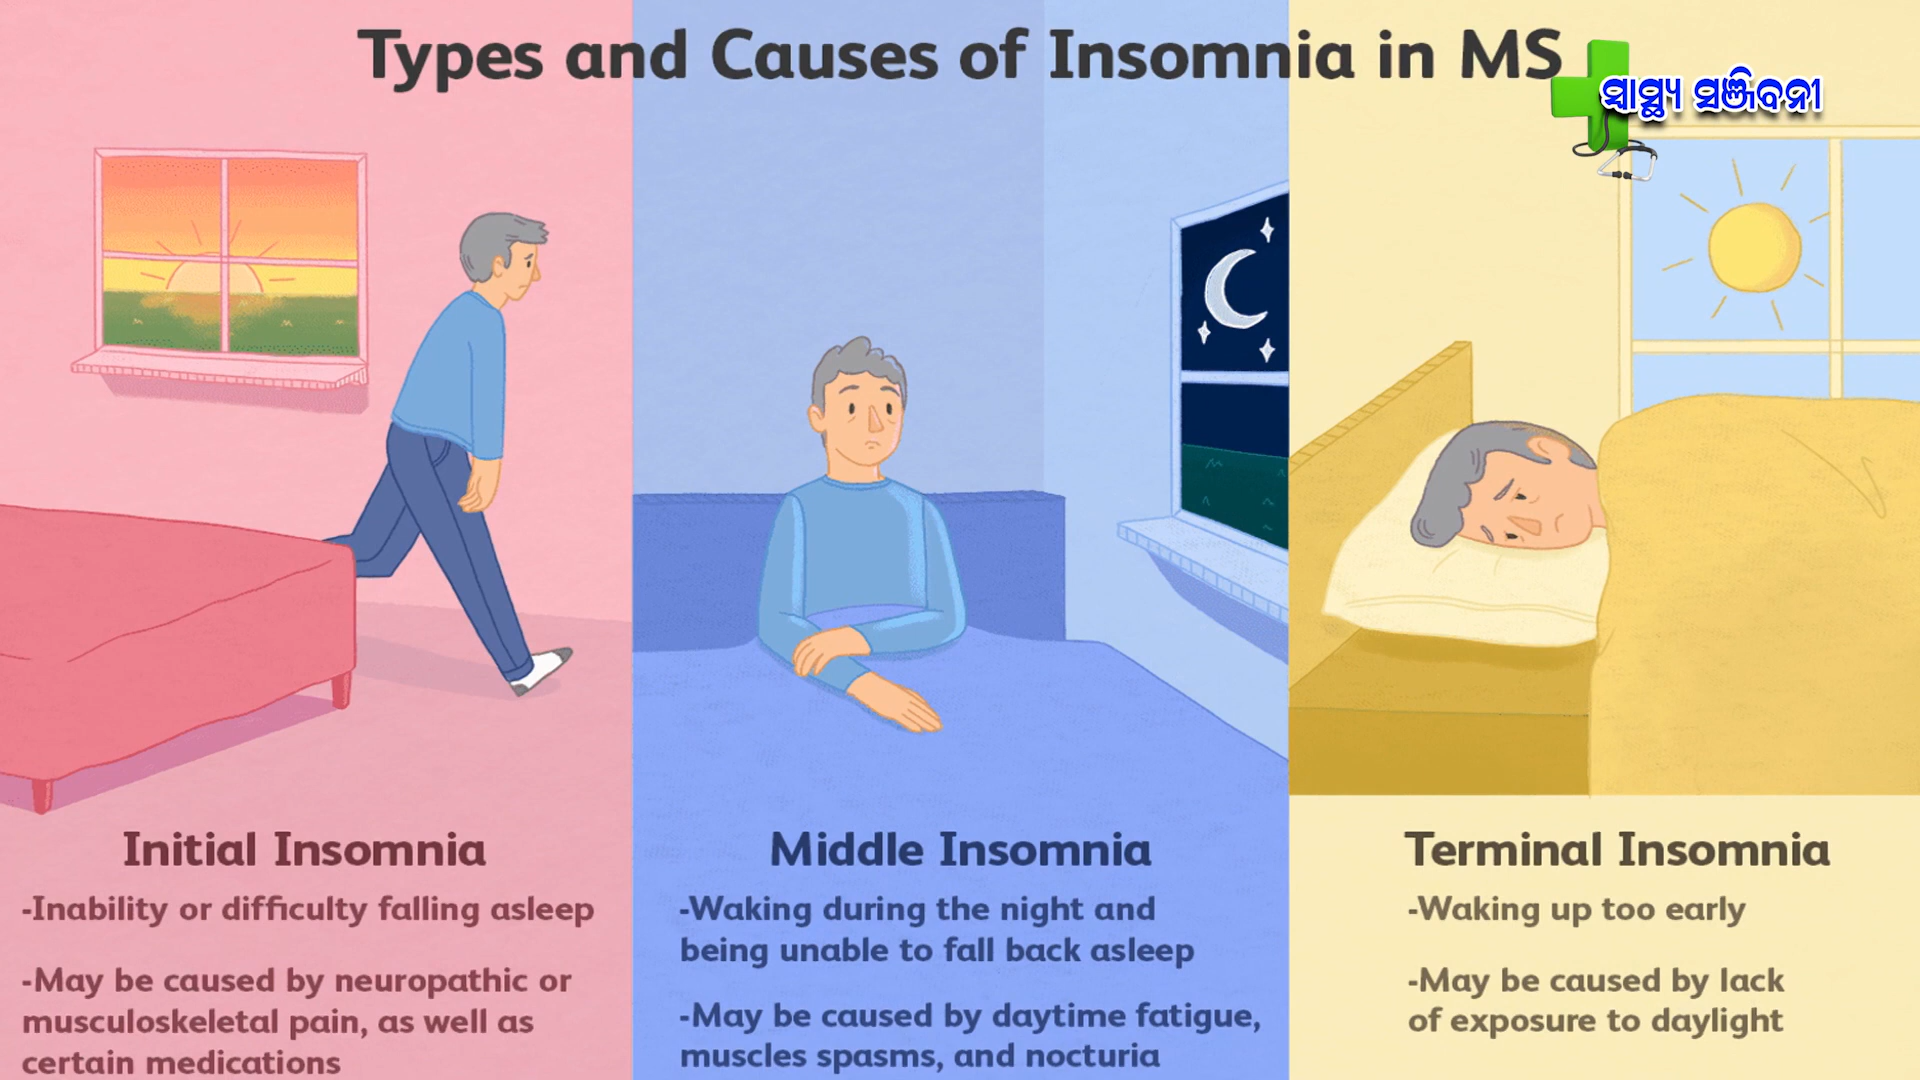 Types and Causes of Insomnia in MS
ସ୍ୱାସ୍ଥ୍ୟ ସଞ୍ଜିବନୀ
Initial Insomnia
-Inability or difficulty falling asleep
-May be caused by neuropathic or
musculoskeletal pain, as well as
certain medications
Middle Insomnia
-Waking during the night and
being unable to fall back asleep
-May be caused by daytime fatigue,
muscles spasms, and nocturia
Terminal Insomnia
-Waking up too early
-May be caused by lack
of exposure to daylight